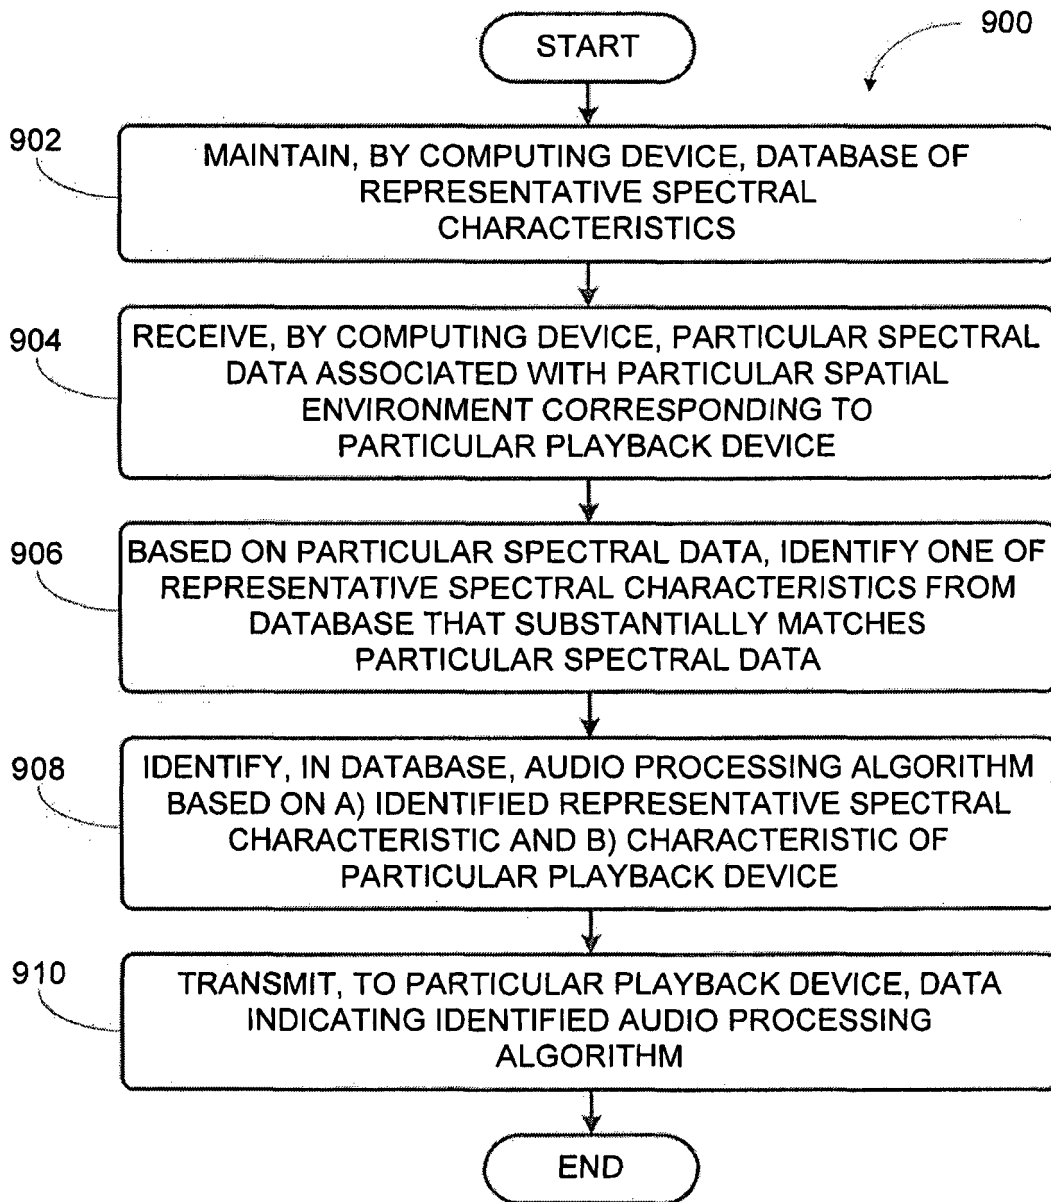 START
900
902
MAINTAIN, BY COMPUTING DEVICE, DATABASE OF
REPRESENTATIVE SPECTRAL
CHARACTERISTICS
904
RECEIVE, BY COMPUTING DEVICE, PARTICULAR SPECTRAL
DATA ASSOCIATED WITH PARTICULAR SPATIAL
ENVIRONMENT CORRESPONDING TO
PARTICULAR PLAYBACK DEVICE
906
BASED ON PARTICULAR SPECTRAL DATA, IDENTIFY ONE OF
REPRESENTATIVE SPECTRAL CHARACTERISTICS FROM
DATABASE THAT SUBSTANTIALLY MATCHES
PARTICULAR SPECTRAL DATA
908
IDENTIFY, IN DATABASE, AUDIO PROCESSING ALGORITHM
BASED ON A) IDENTIFIED REPRESENTATIVE SPECTRAL
CHARACTERISTIC AND B) CHARACTERISTIC OF
PARTICULAR PLAYBACK DEVICE
910
TRANSMIT, TO PARTICULAR PLAYBACK DEVICE, DATA
INDICATING IDENTIFIED AUDIO PROCESSING
ALGORITHM
END